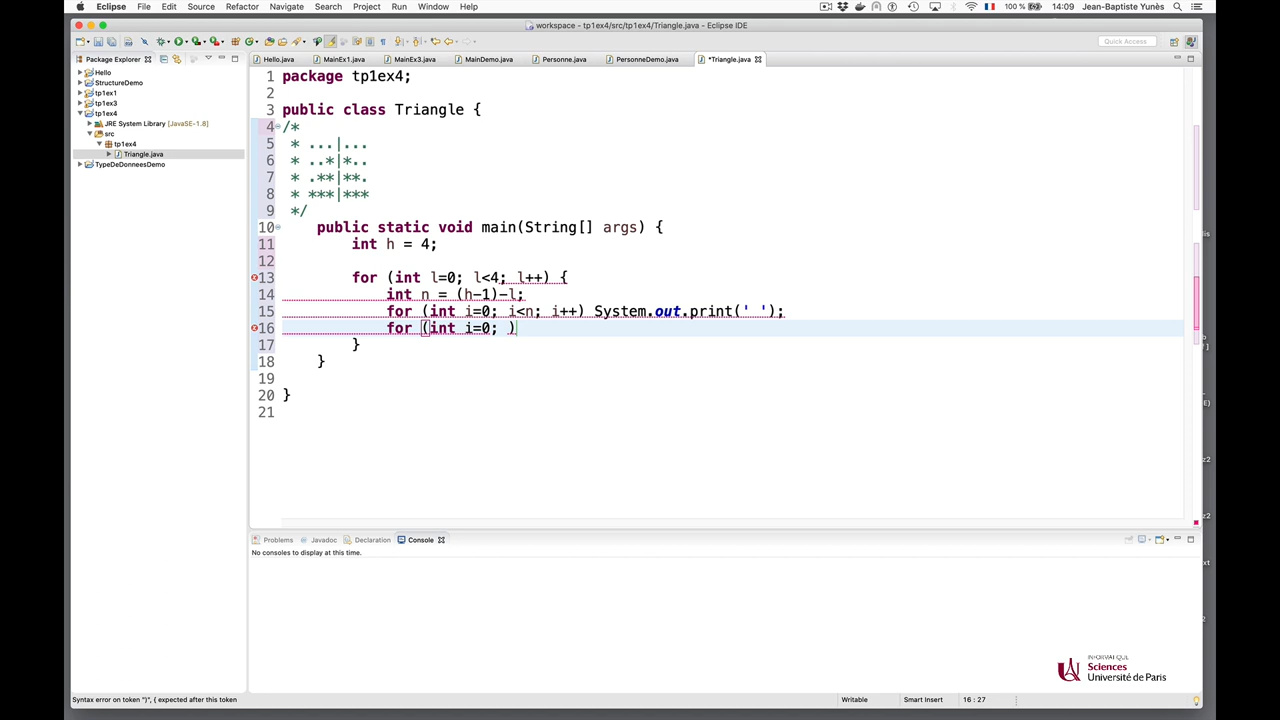 Eclipse File Edit Source Refactor Navigate Search Project Run Window Help 100 % 14:09 Jean-Baptiste Yunès
workspace - tp1ex4/src/tp1ex4/Triangle.java - Eclipse IDE
Quick Access
Package Explorer
Hello.java MainEx1.java MainEx3.java MainDemo.java Personne.java PersonneDemo.java *Triangle.java
Hello
StructureDemo
tp1ex1
tp1ex3
tp1ex4
JRE System Library [JavaSE-1.8]
src
tp1ex4
Triangle.java
TypeDeDonneesDemo
1 package tp1ex4;
2
3 public class Triangle {
4 /*
5 * ...|...
6 * ..*|*..
7 * .**|**.
8 * ***|***
9 */
10 public static void main(String[] args) {
11 int h = 4;
12
13 for (int l=0; l<4; l++) {
14 int n = (h-1)-l;
15 for (int i=0; i<n; i++) System.out.print(' ');
16 for (int i=0; )
17 }
18 }
19
20 }
21
Problems Javadoc Declaration Console
No consoles to display at this time.
INFORMATIQUE
Sciences
Université de Paris
Syntax error on token ")", ( expected after this token Writable Smart Insert 16 : 27